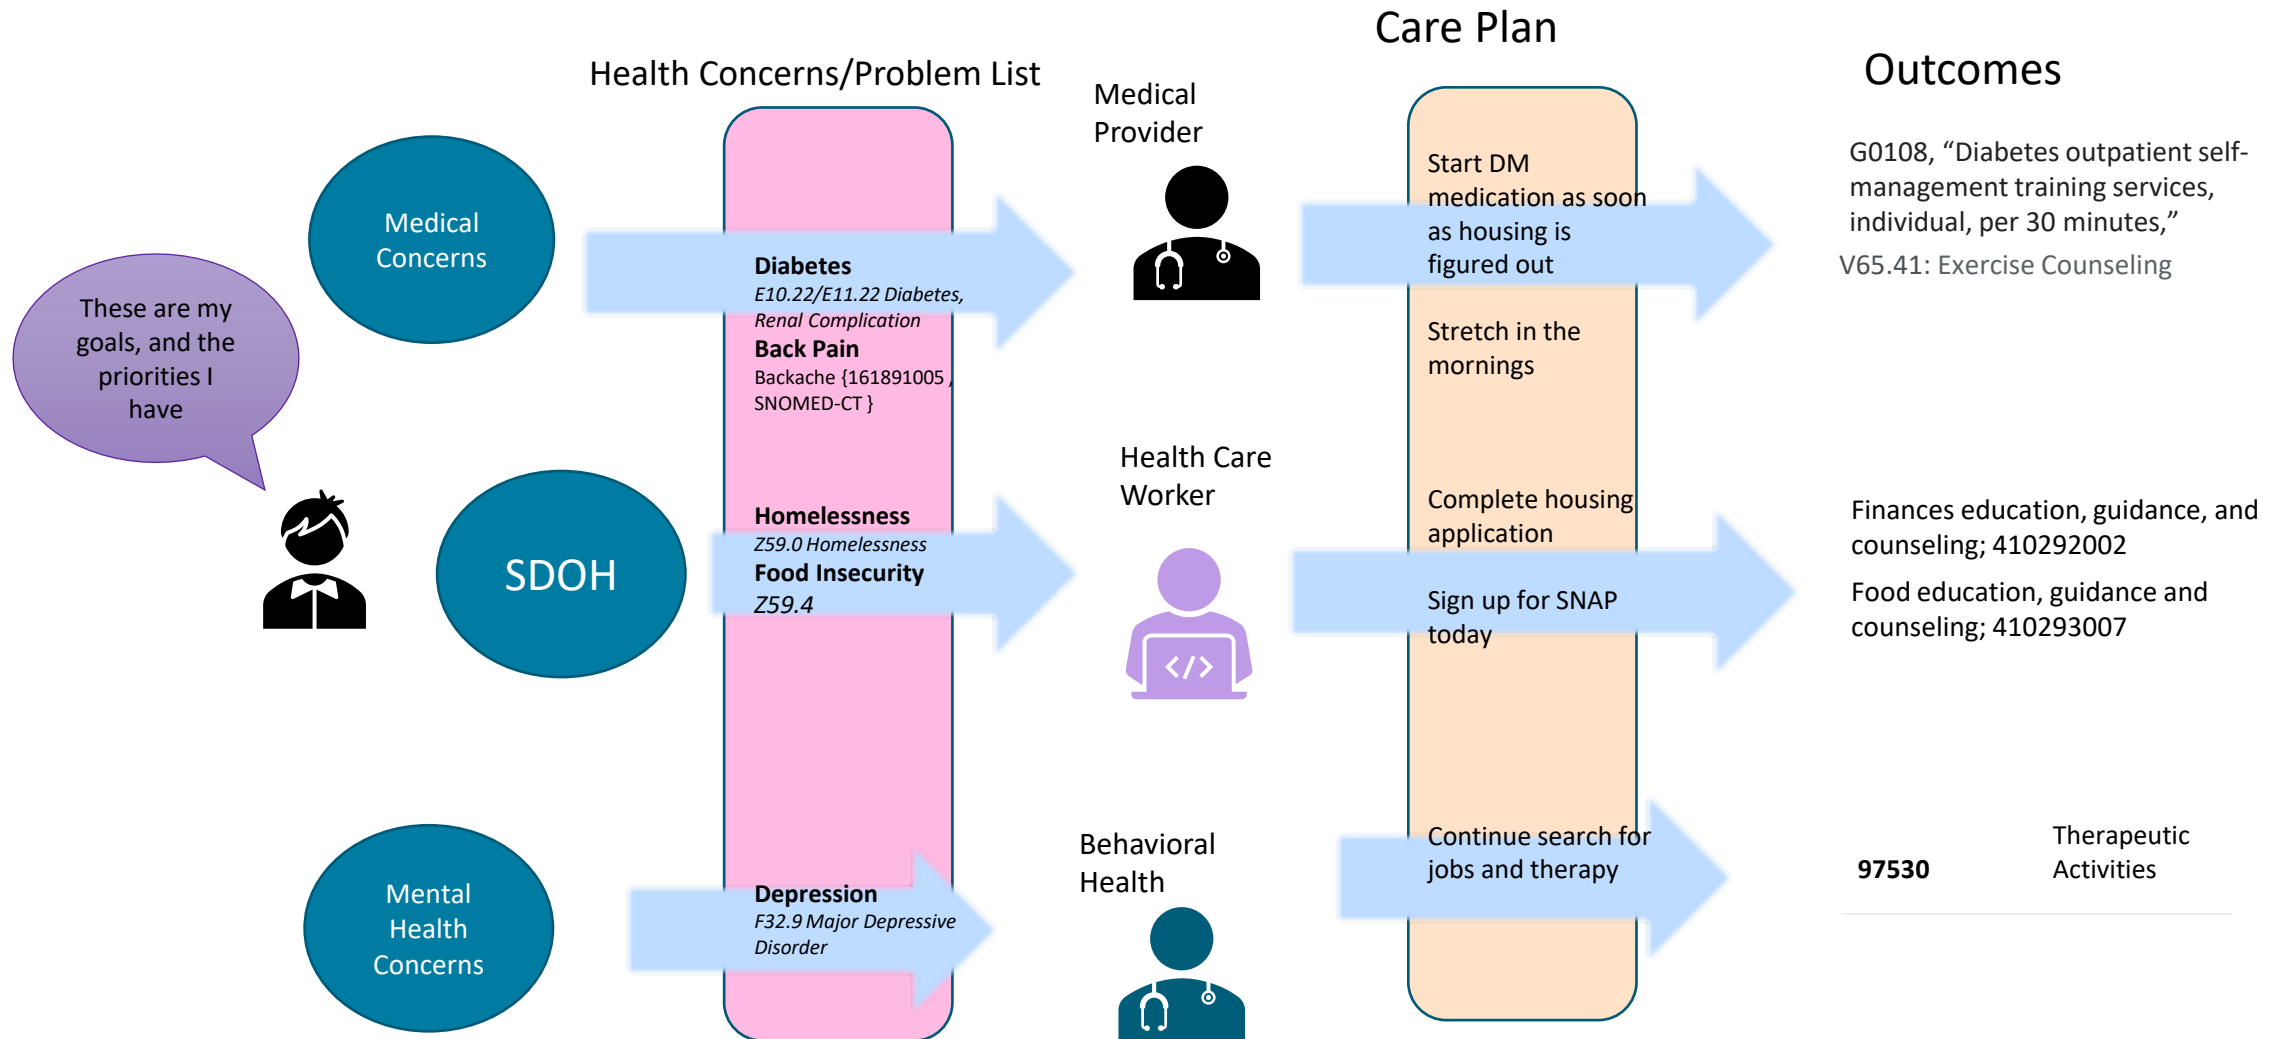 Care Plan
Health Concerns/Problem List
Outcomes
These are my
goals, and the
priorities I
have
Medical
Concerns
Diabetes
E10.22/E11.22 Diabetes,
Renal Complication
Back Pain
Backache {161891005 ,
SNOMED-CT }
Medical
Provider
Start DM
medication as soon
as housing is
figured out
Stretch in the
mornings
G0108, “Diabetes outpatient self-
management training services,
individual, per 30 minutes,”
V65.41: Exercise Counseling
SDOH
Homelessness
Z59.0 Homelessness
Food Insecurity
Z59.4
Health Care
Worker
</>
Complete housing
application
Sign up for SNAP
today
Finances education, guidance, and
counseling; 410292002
Food education, guidance and
counseling; 410293007
Mental
Health
Concerns
Depression
F32.9 Major Depressive
Disorder
Behavioral
Health
Continue search for
jobs and therapy
97530
Therapeutic
Activities